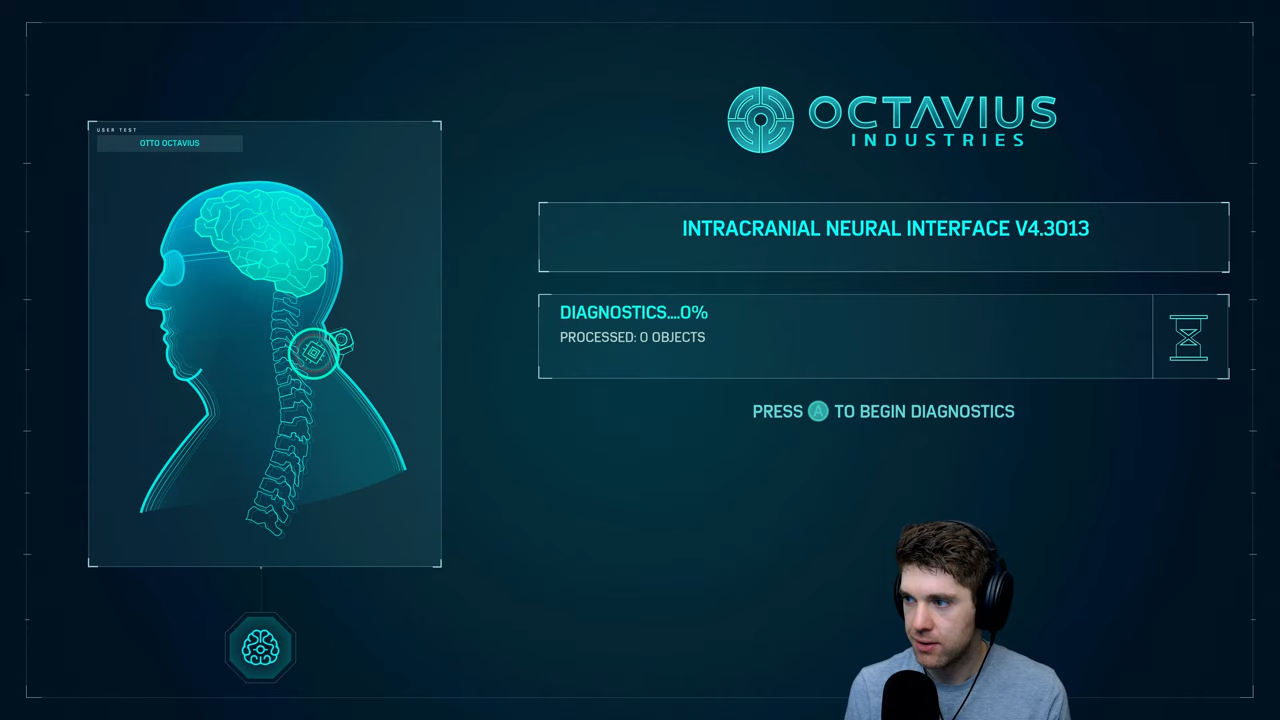 USER TEST
OTTO OCTAVIUS
OCTAVIUS
INDUSTRIES
INTRACRANIAL NEURAL INTERFACE V4.3013
DIAGNOSTICS....0%
PROCESSED: 0 OBJECTS
PRESS A TO BEGIN DIAGNOSTICS